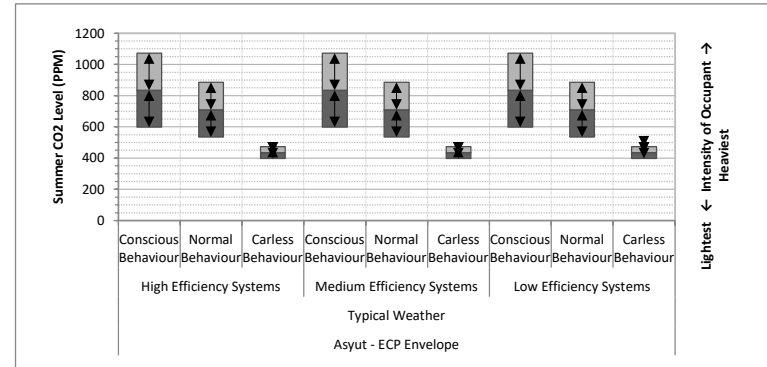 Summer CO2 Level (PPM)
1200
1000
800
600
400
200
0
Conscious Behaviour
Normal Behaviour
Carless Behaviour
Conscious Behaviour
Normal Behaviour
Carless Behaviour
Conscious Behaviour
Normal Behaviour
Carless Behaviour
High Efficiency Systems
Medium Efficiency Systems
Low Efficiency Systems
Typical Weather
Asyut - ECP Envelope
Lightest ← Intensity of Occupant →
Heaviest